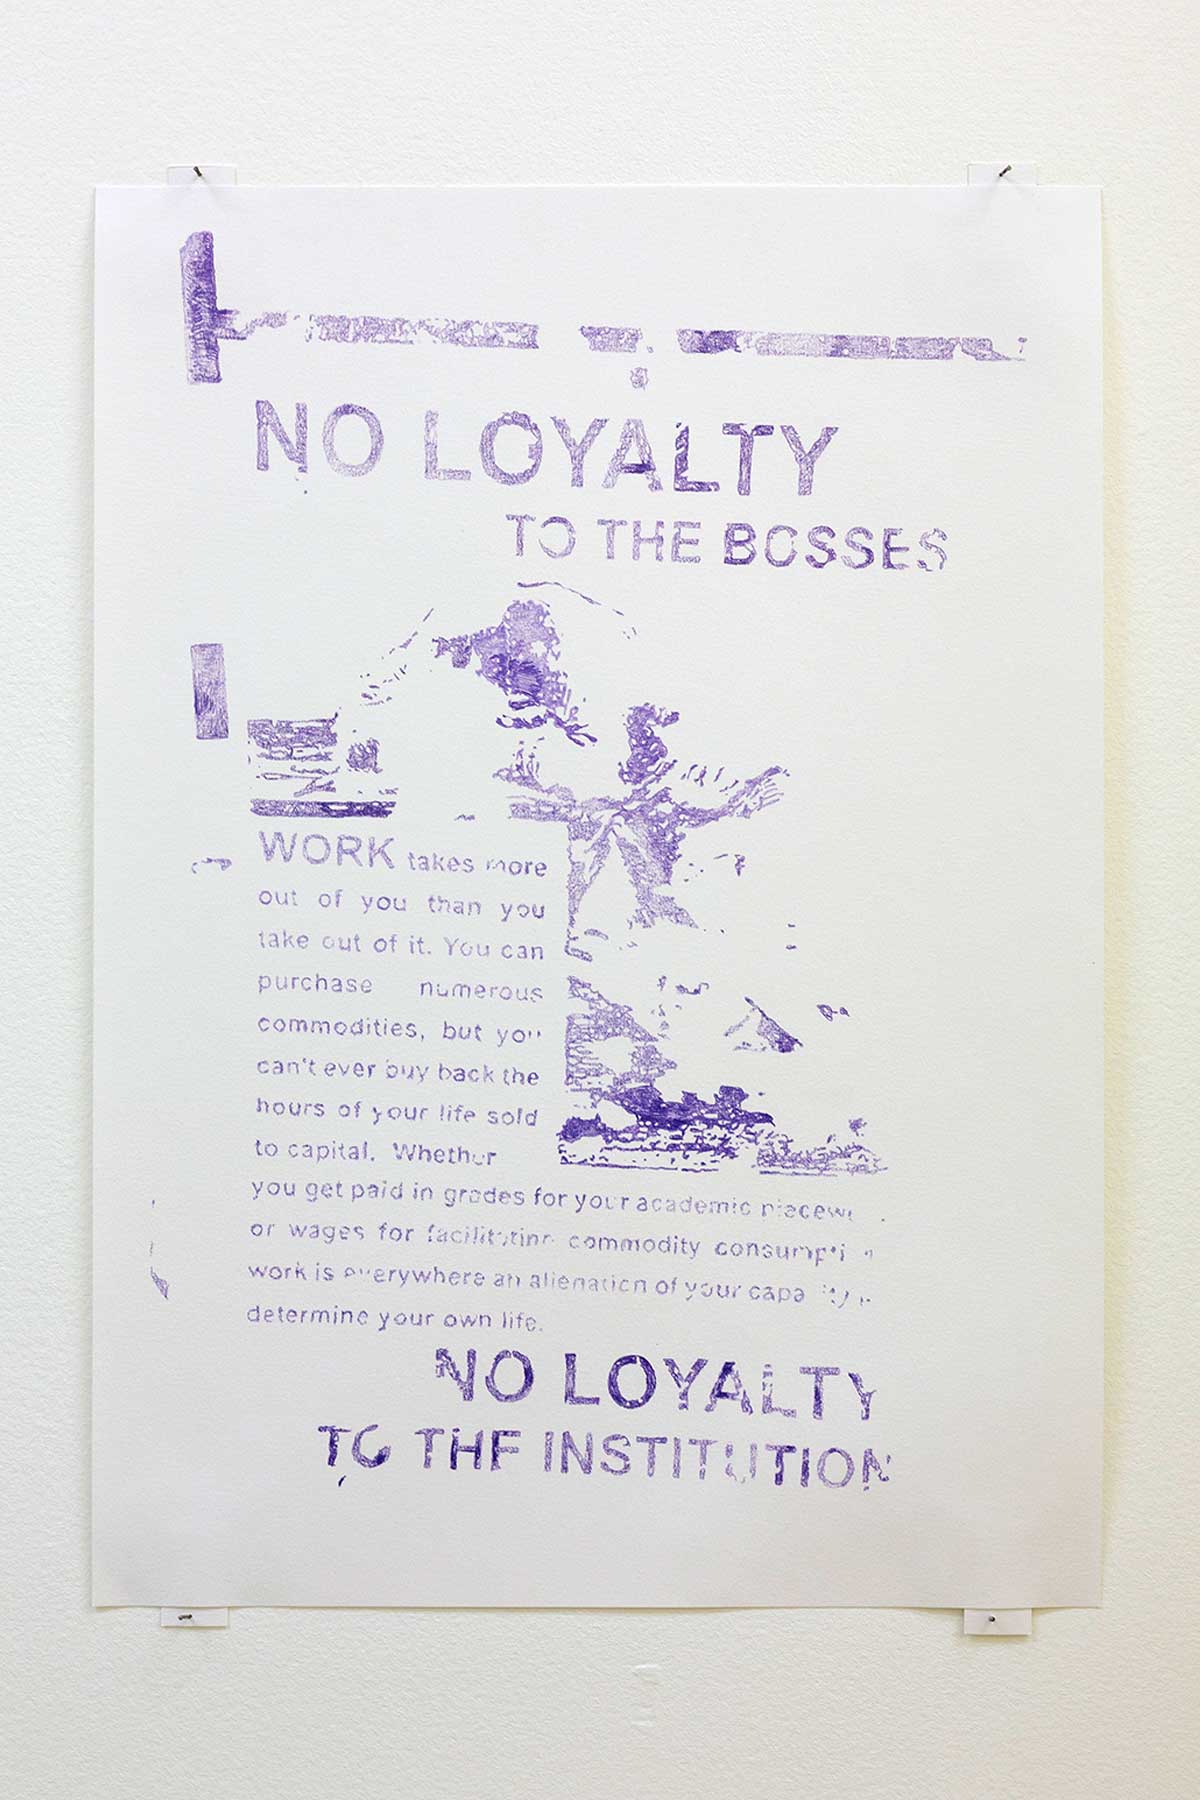 NO LOYALTY
TO THE BOSSES
WORK takes more
out of you than you
take out of it. You can
purchase numerous
commodities, but you
can't ever buy back the
hours of your life sold
to capital. Whether
you get paid in grades for your academic
or wages for facilitating commodity
work is everywhere an alienation of your
determine your own life.
NO LOYALTY
TO THE INSTITUTION